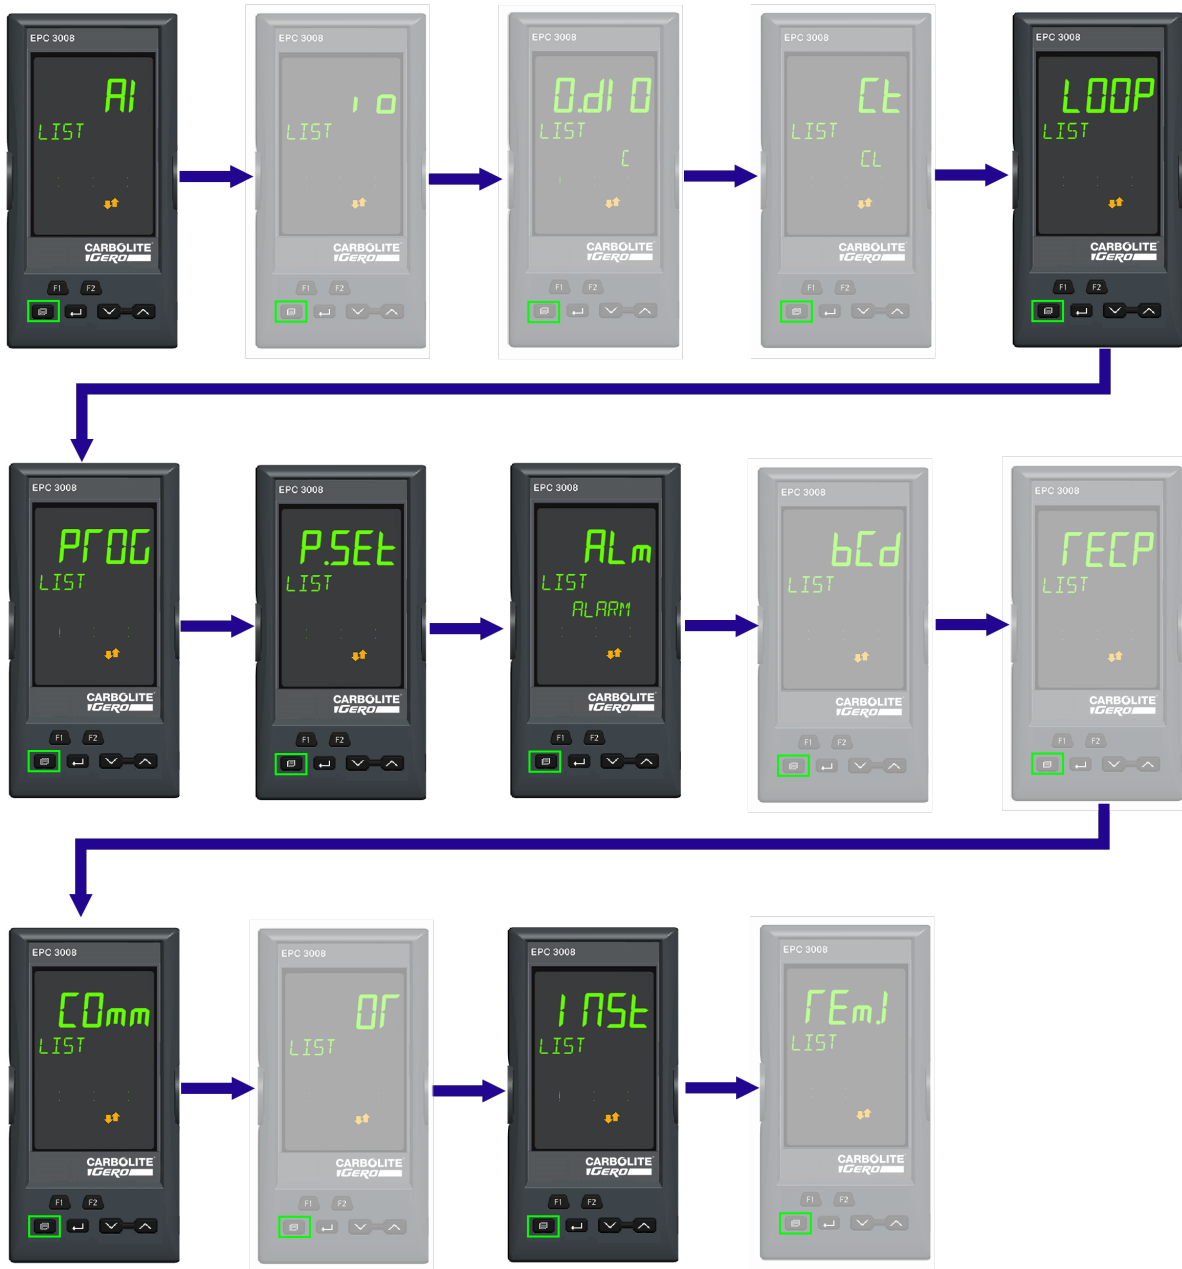 EPC 3008
AI
LIST
CARBOLITE
GERO
F1 F2
EPC 3008
io
LIST
CARBOLITE
GERO
F1 F2
EPC 3008
O.dIO
LIST
C
CARBOLITE
GERO
F1 F2
EPC 3008
Ct
LIST
CL
CARBOLITE
GERO
F1 F2
EPC 3008
LOOP
LIST
CARBOLITE
GERO
F1 F2
EPC 3008
PrOG
LIST
CARBOLITE
GERO
F1 F2
EPC 3008
P.SEt
LIST
CARBOLITE
GERO
F1 F2
EPC 3008
ALm
LIST
ALARM
CARBOLITE
GERO
F1 F2
EPC 3008
bCd
LIST
CARBOLITE
GERO
F1 F2
EPC 3008
rECP
LIST
CARBOLITE
GERO
F1 F2
EPC 3008
COmm
LIST
CARBOLITE
GERO
F1 F2
EPC 3008
Or
LIST
CARBOLITE
GERO
F1 F2
EPC 3008
INSt
LIST
CARBOLITE
GERO
F1 F2
EPC 3008
rEm.I
LIST
CARBOLITE
GERO
F1 F2